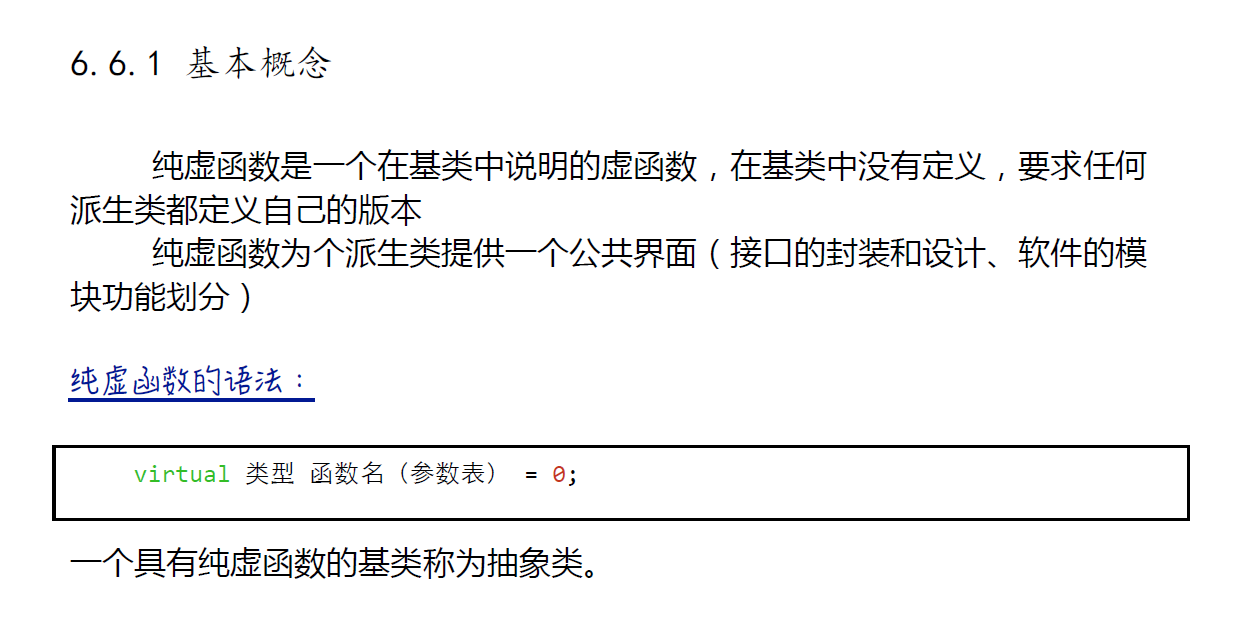 6.6.1 基本概念
纯虚函数是一个在基类中说明的虚函数，在基类中没有定义，要求任何
派生类都定义自己的版本
纯虚函数为个派生类提供一个公共界面（接口的封装和设计、软件的模
块功能划分）
纯虚函数的语法：
virtual 类型 函数名（参数表） = 0;
一个具有纯虚函数的基类称为抽象类。